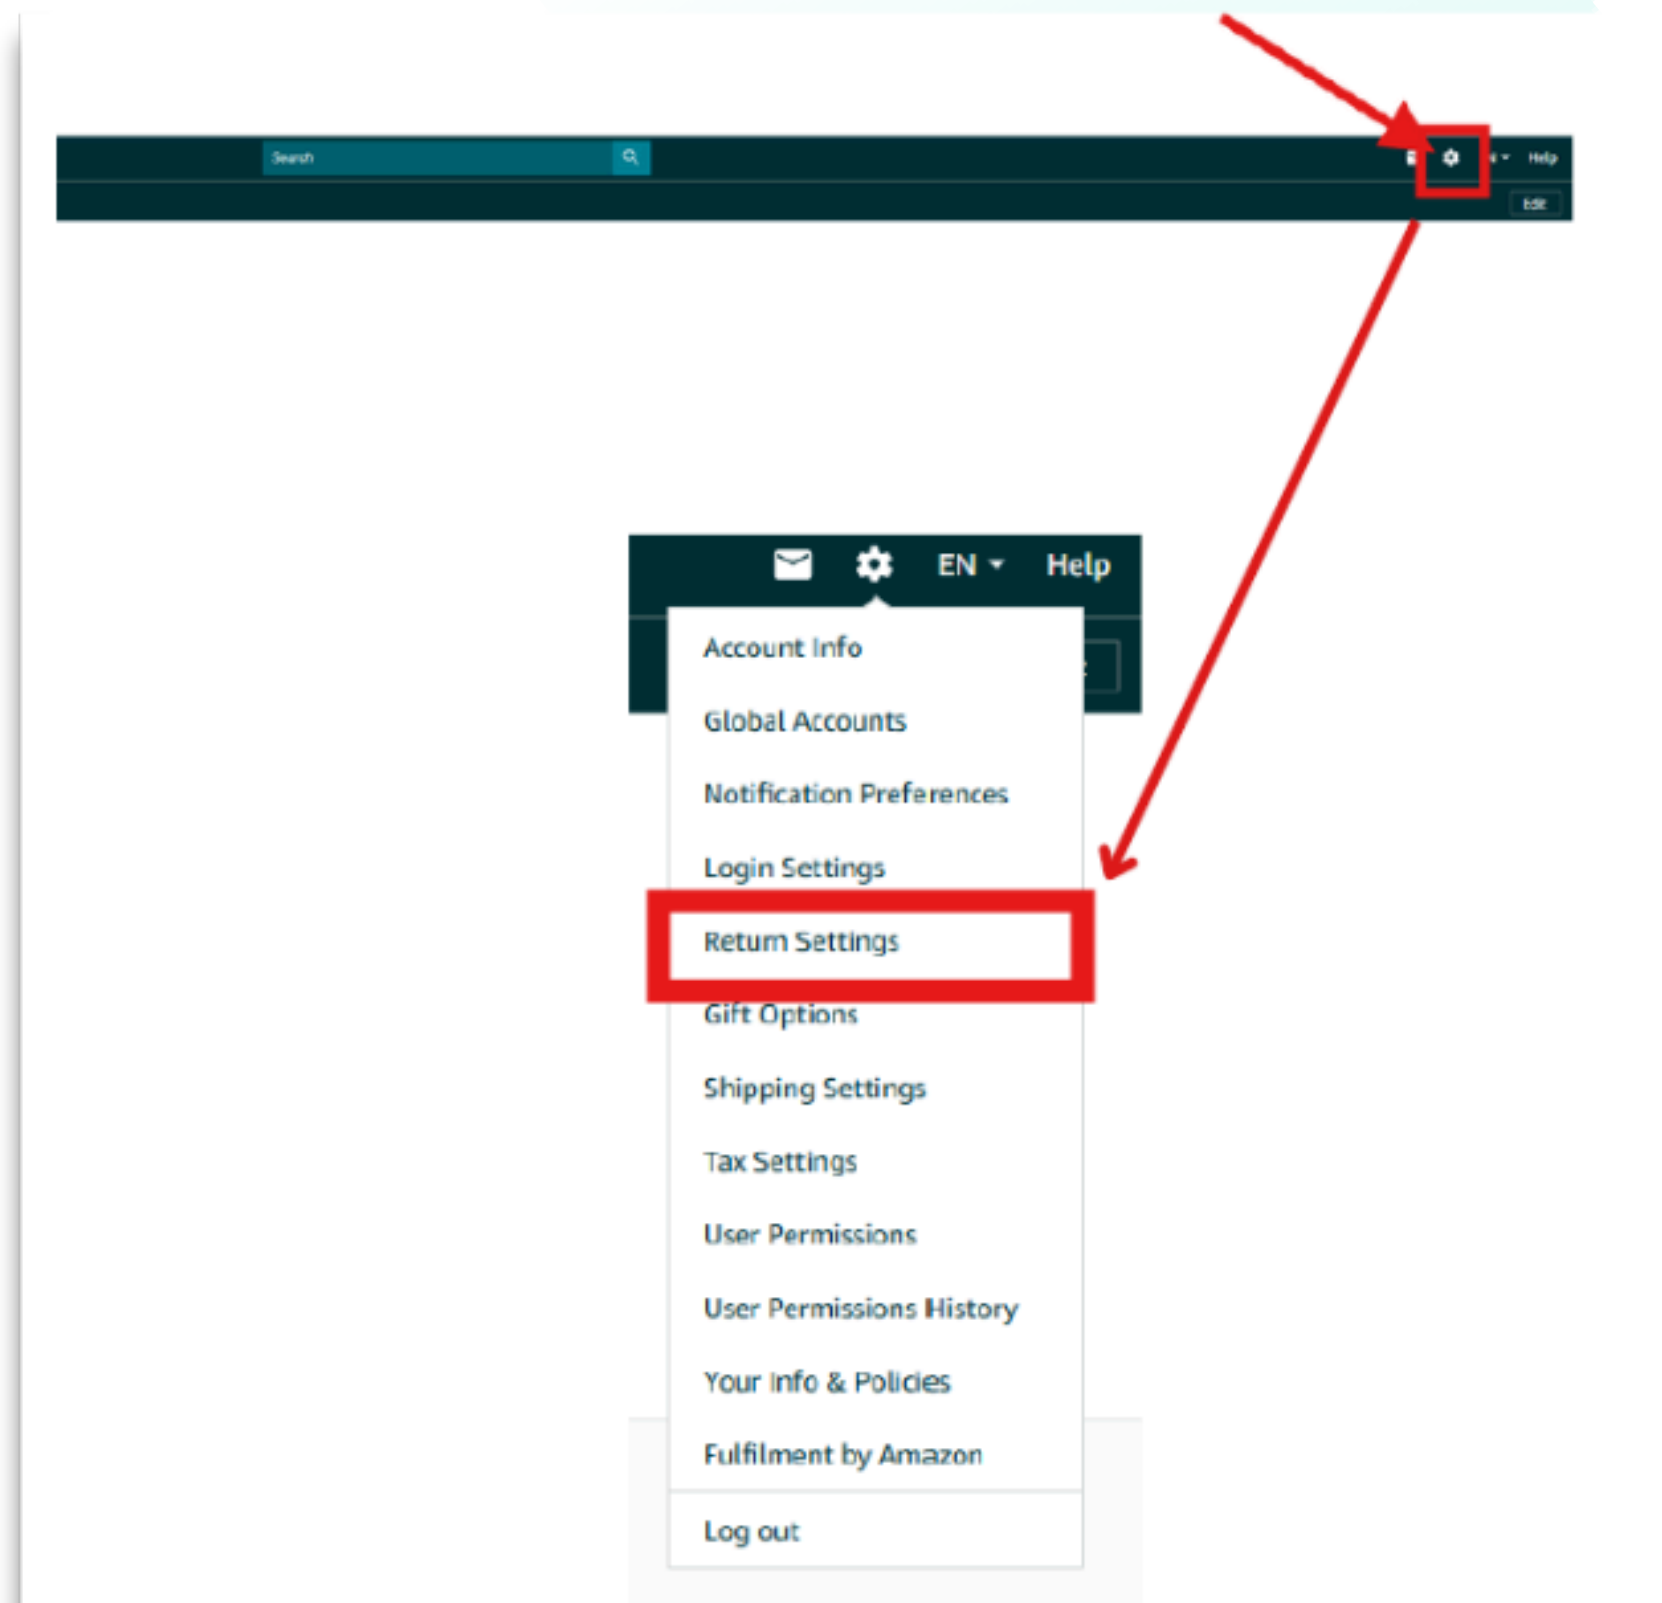 Search
Help
Edit
EN
Help
Account Info
Global Accounts
Notification Preferences
Login Settings
Return Settings
Gift Options
Shipping Settings
Tax Settings
User Permissions
User Permissions History
Your Info & Policies
Fulfilment by Amazon
Log out